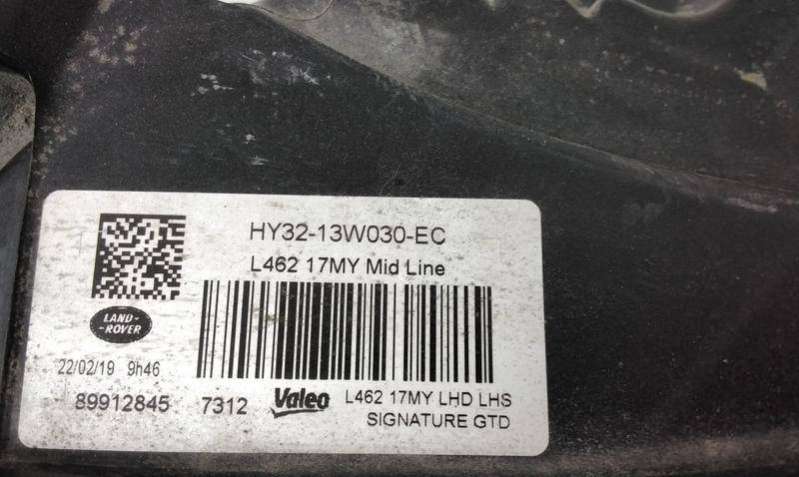 HY32-13W030-EC
L462 17MY Mid Line
LAND-
-ROVER
22/02/19 9h46
89912845 7312 Valeo L462 17MY LHD LHS
SIGNATURE GTD